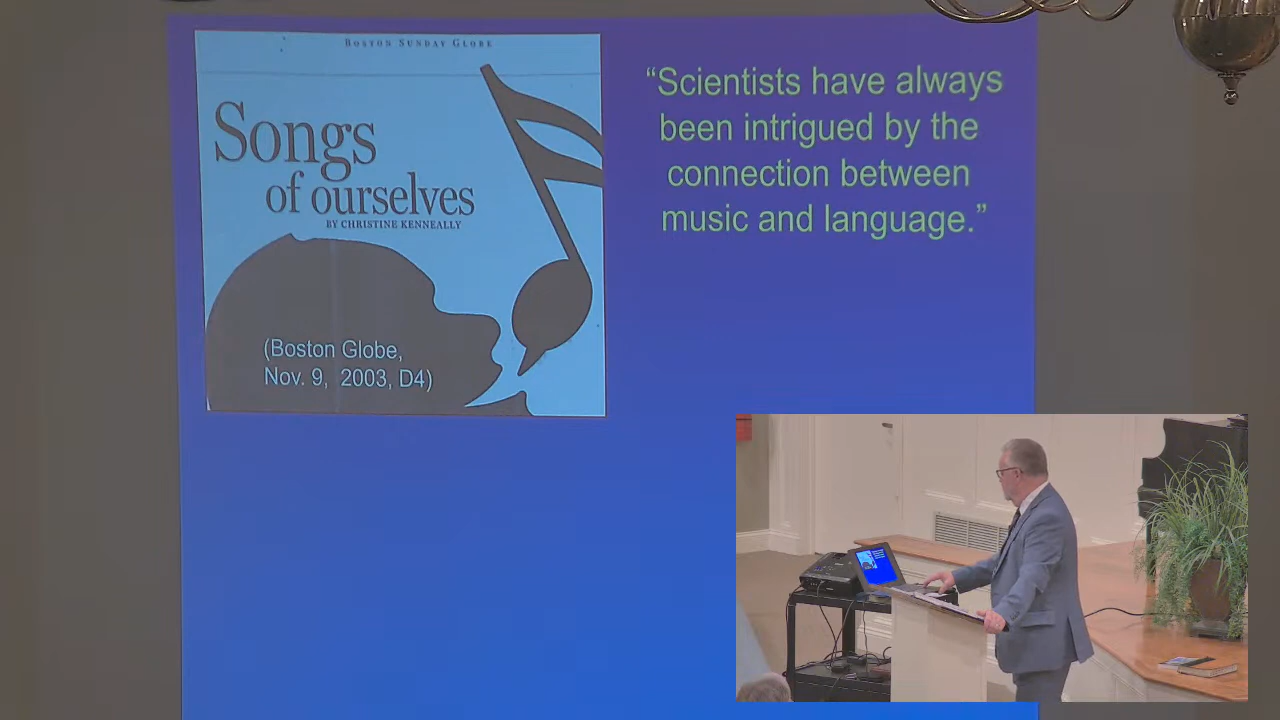 BOSTON SUNDAY GLOBE
Songs
of ourselves
BY CHRISTINE KENNEALLY
(Boston Globe,
Nov. 9, 2003, D4)
“Scientists have always
been intrigued by the
connection between
music and language.”